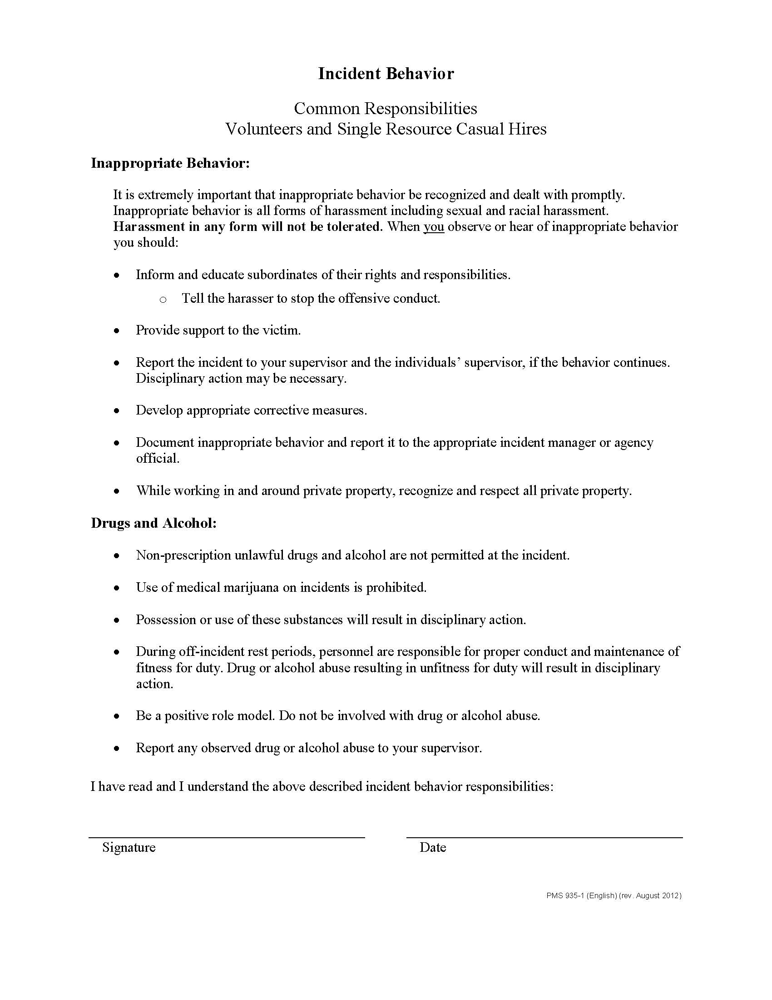 Incident Behavior
Common Responsibilities
Volunteers and Single Resource Casual Hires
Inappropriate Behavior:
It is extremely important that inappropriate behavior be recognized and dealt with promptly.
Inappropriate behavior is all forms of harassment including sexual and racial harassment.
Harassment in any form will not be tolerated. When you observe or hear of inappropriate behavior
you should:
• Inform and educate subordinates of their rights and responsibilities.
o Tell the harasser to stop the offensive conduct.
• Provide support to the victim.
• Report the incident to your supervisor and the individuals’ supervisor, if the behavior continues.
Disciplinary action may be necessary.
• Develop appropriate corrective measures.
• Document inappropriate behavior and report it to the appropriate incident manager or agency
official.
• While working in and around private property, recognize and respect all private property.
Drugs and Alcohol:
• Non-prescription unlawful drugs and alcohol are not permitted at the incident.
• Use of medical marijuana on incidents is prohibited.
• Possession or use of these substances will result in disciplinary action.
• During off-incident rest periods, personnel are responsible for proper conduct and maintenance of
fitness for duty. Drug or alcohol abuse resulting in unfitness for duty will result in disciplinary
action.
• Be a positive role model. Do not be involved with drug or alcohol abuse.
• Report any observed drug or alcohol abuse to your supervisor.
I have read and I understand the above described incident behavior responsibilities:
Signature Date
PMS 935-1 (English) (rev. August 2012)